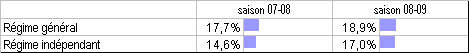 saison 07-08 saison 08-09
Régime général 17,7% 18,9%
Régime indépendant 14,6% 17,0%